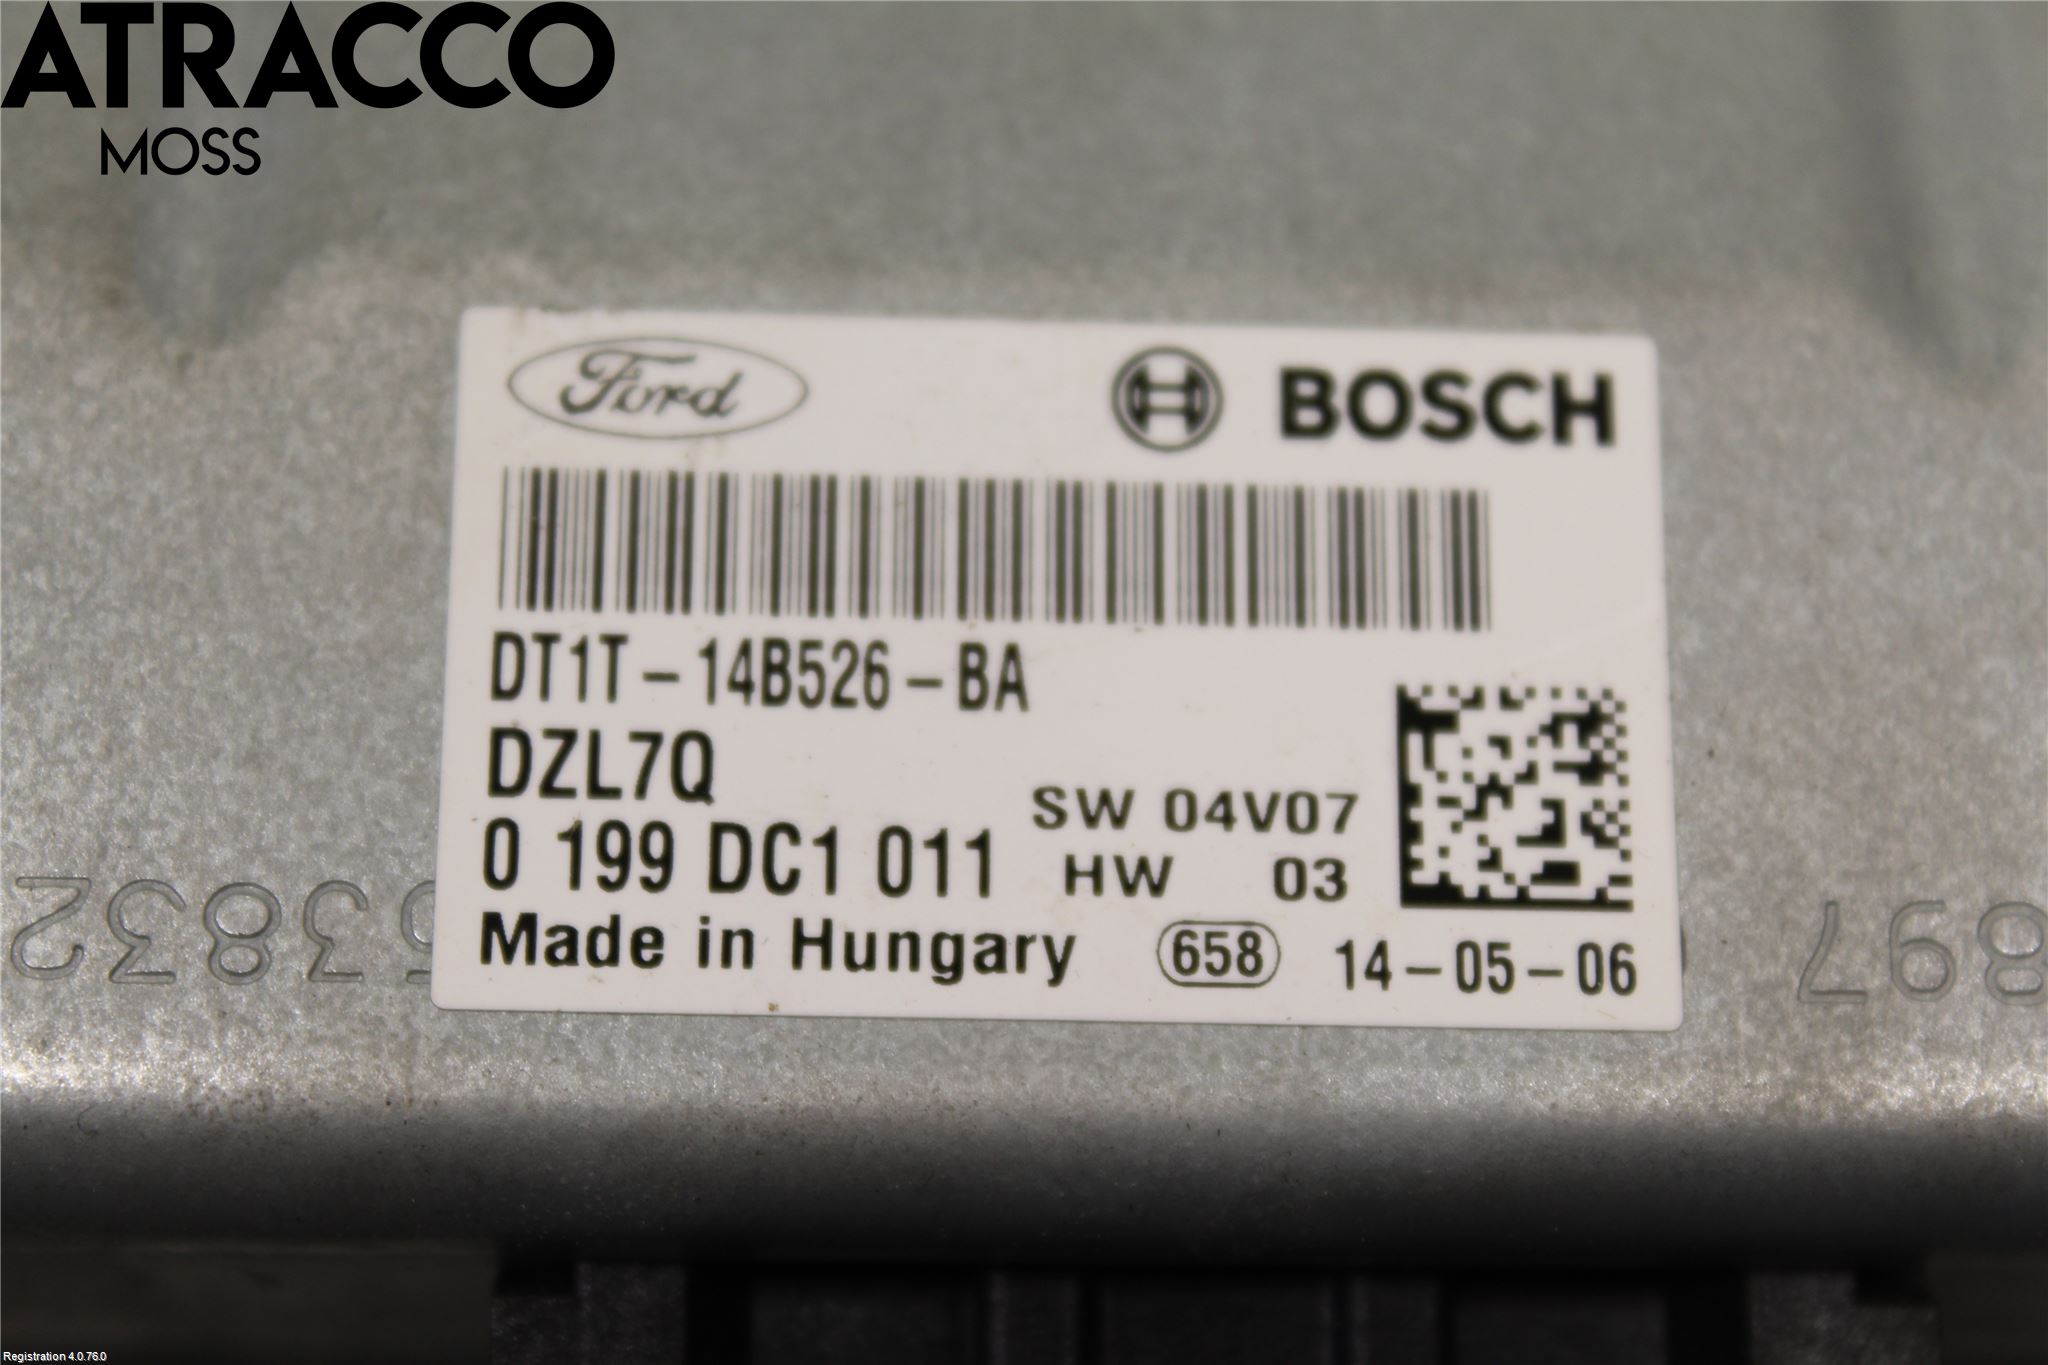 ATRACCO
MOSS
Ford
BOSCH
DT1T-14B526-BA
DZL7Q
0 199 DC1 011
SW 04V07
HW 03
Made in Hungary
658
14-05-06
Registration 4.0.76.0